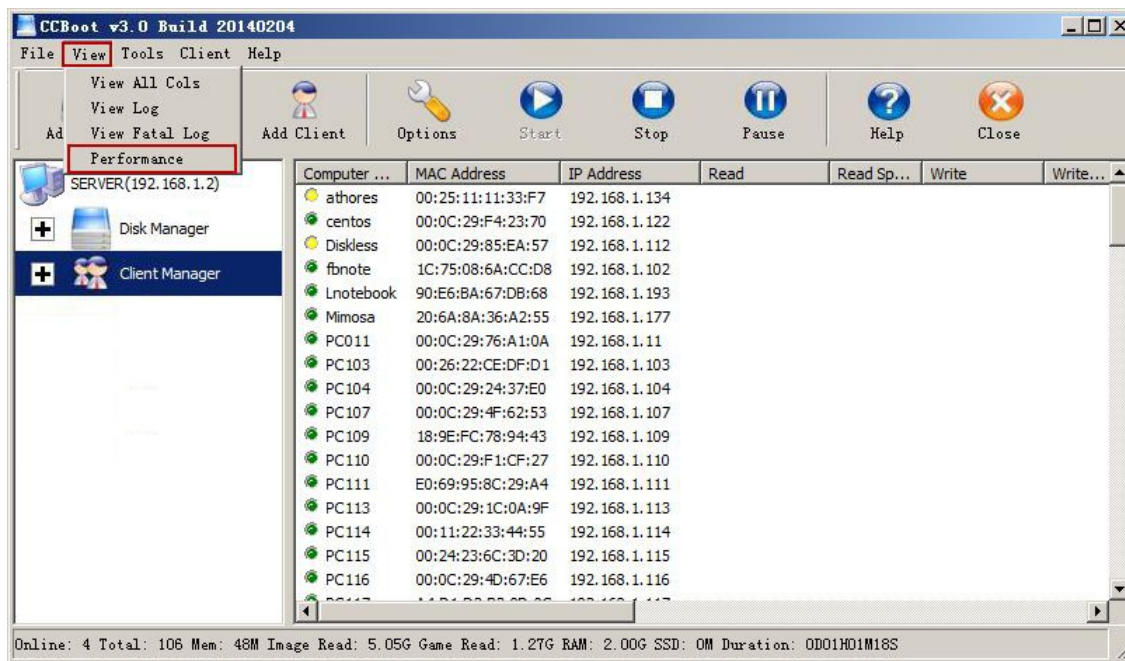 CCBoot v3.0 Build 20140204
File View Tools Client Help
View All Cols
View Log
View Fatal Log
Performance
Ad
Add Client Options Start Stop Pause Help Close
SERVER(192.168.1.2)
Disk Manager
Client Manager
Computer ... MAC Address IP Address Read Read Sp... Write Write...
athores 00:25:11:11:33:F7 192.168.1.134
centos 00:0C:29:F4:23:70 192.168.1.122
Diskless 00:0C:29:85:EA:57 192.168.1.112
fbnote 1C:75:08:6A:CC:D8 192.168.1.102
Lnotebook 90:E6:BA:67:DB:68 192.168.1.193
Mimosa 20:6A:8A:36:A2:55 192.168.1.177
PC011 00:0C:29:76:A1:0A 192.168.1.11
PC103 00:26:22:CE:DF:D1 192.168.1.103
PC104 00:0C:29:24:37:E0 192.168.1.104
PC107 00:0C:29:4F:62:53 192.168.1.107
PC109 18:9E:FC:78:94:43 192.168.1.109
PC110 00:0C:29:F1:CF:27 192.168.1.110
PC111 E0:69:95:8C:29:A4 192.168.1.111
PC113 00:0C:29:1C:0A:9F 192.168.1.113
PC114 00:11:22:33:44:55 192.168.1.114
PC115 00:24:23:6C:3D:20 192.168.1.115
PC116 00:0C:29:4D:67:E6 192.168.1.116
Online: 4 Total: 106 Mem: 48M Image Read: 5.05G Game Read: 1.27G RAM: 2.00G SSD: 0M Duration: 0D01H01M18S